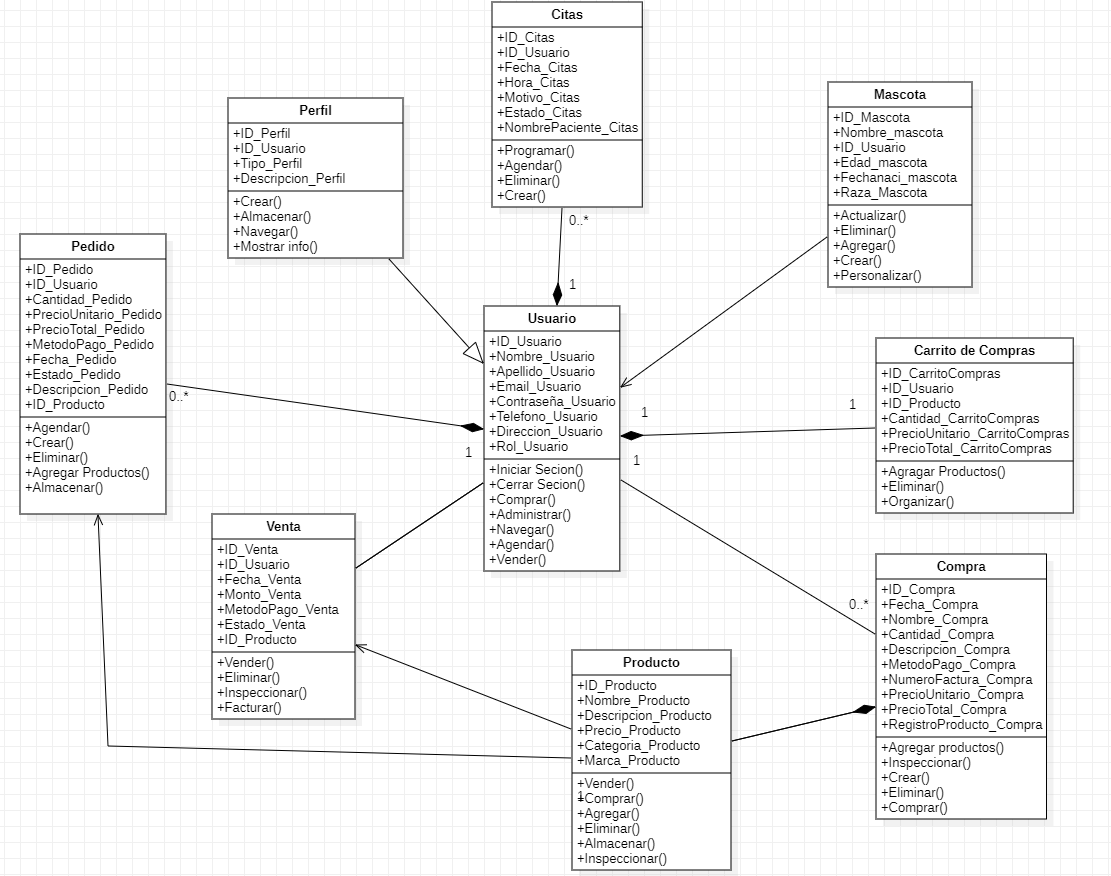 Citas
+ID_Citas
+ID_Usuario
+Fecha_Citas
+Hora_Citas
+Motivo_Citas
+Estado_Citas
+NombrePaciente_Citas
+Programar()
+Agendar()
+Eliminar()
+Crear()
0..*
1
Mascota
+ID_Mascota
+Nombre_mascota
+ID_Usuario
+Edad_mascota
+Fechanaci_mascota
+Raza_Mascota
+Actualizar()
+Eliminar()
+Agregar()
+Crear()
+Personalizar()
Perfil
+ID_Perfil
+ID_Usuario
+Tipo_Perfil
+Descripcion_Perfil
+Crear()
+Almacenar()
+Navegar()
+Mostrar info()
Pedido
+ID_Pedido
+ID_Usuario
+Cantidad_Pedido
+PrecioUnitario_Pedido
+PrecioTotal_Pedido
+MetodoPago_Pedido
+Fecha_Pedido
+Estado_Pedido
+Descripcion_Pedido
+ID_Producto
+Agendar()
+Crear()
+Eliminar()
+Agregar Productos()
+Almacenar()
0..*
1
Usuario
+ID_Usuario
+Nombre_Usuario
+Apellido_Usuario
+Email_Usuario
+Contraseña_Usuario
+Telefono_Usuario
+Direccion_Usuario
+Rol_Usuario
+Iniciar Secion()
+Cerrar Secion()
+Comprar()
+Administrar()
+Navegar()
+Agendar()
+Vender()
1
1
1
Carrito de Compras
+ID_CarritoCompras
+ID_Usuario
+ID_Producto
+Cantidad_CarritoCompras
+PrecioUnitario_CarritoCompras
+PrecioTotal_CarritoCompras
+Agragar Productos()
+Eliminar()
+Organizar()
Venta
+ID_Venta
+ID_Usuario
+Fecha_Venta
+Monto_Venta
+MetodoPago_Venta
+Estado_Venta
+ID_Producto
+Vender()
+Eliminar()
+Inspeccionar()
+Facturar()
0..*
Compra
+ID_Compra
+Fecha_Compra
+Nombre_Compra
+Cantidad_Compra
+Descripcion_Compra
+MetodoPago_Compra
+NumeroFactura_Compra
+PrecioUnitario_Compra
+PrecioTotal_Compra
+RegistroProducto_Compra
+Agregar productos()
+Inspeccionar()
+Crear()
+Eliminar()
+Comprar()
Producto
+ID_Producto
+Nombre_Producto
+Descripcion_Producto
+Precio_Producto
+Categoria_Producto
+Marca_Producto
+Vender()
1
+Comprar()
+Agregar()
+Eliminar()
+Almacenar()
+Inspeccionar()